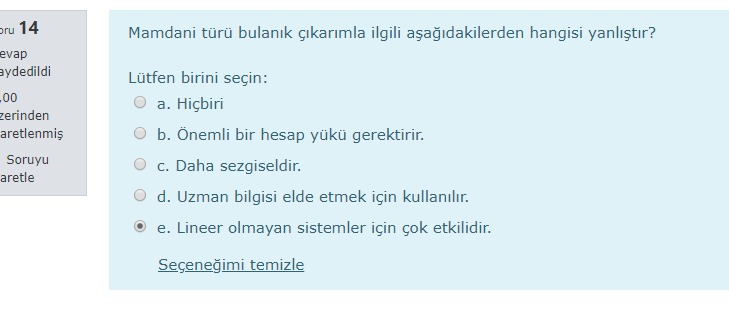 oru 14
evap
aydedildi
,00
zerinden
aretlenmiş
Soruyu
aretle
Mamdani türü bulanık çıkarımla ilgili aşağıdakilerden hangisi yanlıştır?
Lütfen birini seçin:
a. Hiçbiri
b. Önemli bir hesap yükü gerektirir.
c. Daha sezgiseldir.
d. Uzman bilgisi elde etmek için kullanılır.
e. Lineer olmayan sistemler için çok etkilidir.
Seçeneğimi temizle